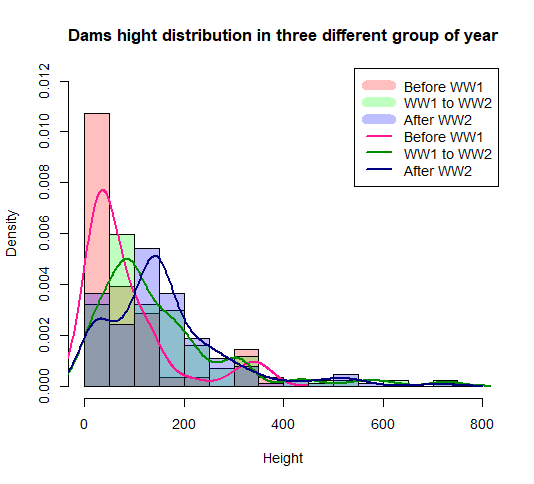 Dams hight distribution in three different group of year
Before WW1
WW1 to WW2
After WW2
Before WW1
WW1 to WW2
After WW2
Density
0.012
0.010
0.008
0.006
0.004
0.002
0.000
0
200
400
600
800
Height